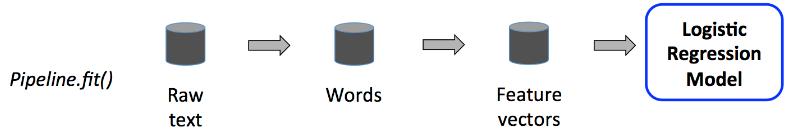 Pipeline.fit()
Raw
text
Words
Feature
vectors
Logistic
Regression
Model